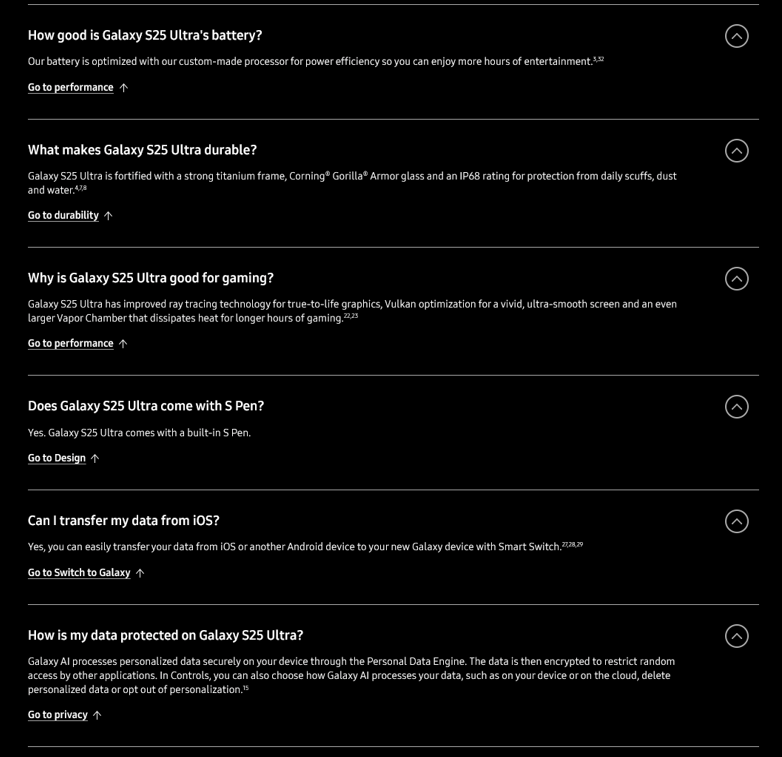 How good is Galaxy S25 Ultra's battery?
Our battery is optimized with our custom-made processor for power efficiency so you can enjoy more hours of entertainment.3,32
Go to performance ↑
What makes Galaxy S25 Ultra durable?
Galaxy S25 Ultra is fortified with a strong titanium frame, Corning® Gorilla® Armor glass and an IP68 rating for protection from daily scuffs, dust
and water.4,7,8
Go to durability ↑
Why is Galaxy S25 Ultra good for gaming?
Galaxy S25 Ultra has improved ray tracing technology for true-to-life graphics, Vulkan optimization for a vivid, ultra-smooth screen and an even
larger Vapor Chamber that dissipates heat for longer hours of gaming.22,23
Go to performance ↑
Does Galaxy S25 Ultra come with S Pen?
Yes. Galaxy S25 Ultra comes with a built-in S Pen.
Go to Design ↑
Can I transfer my data from iOS?
Yes, you can easily transfer your data from iOS or another Android device to your new Galaxy device with Smart Switch.27,28,29
Go to Switch to Galaxy ↑
How is my data protected on Galaxy S25 Ultra?
Galaxy AI processes personalized data securely on your device through the Personal Data Engine. The data is then encrypted to restrict random
access by other applications. In Controls, you can also choose how Galaxy AI processes your data, such as on your device or on the cloud, delete
personalized data or opt out of personalization.15
Go to privacy ↑